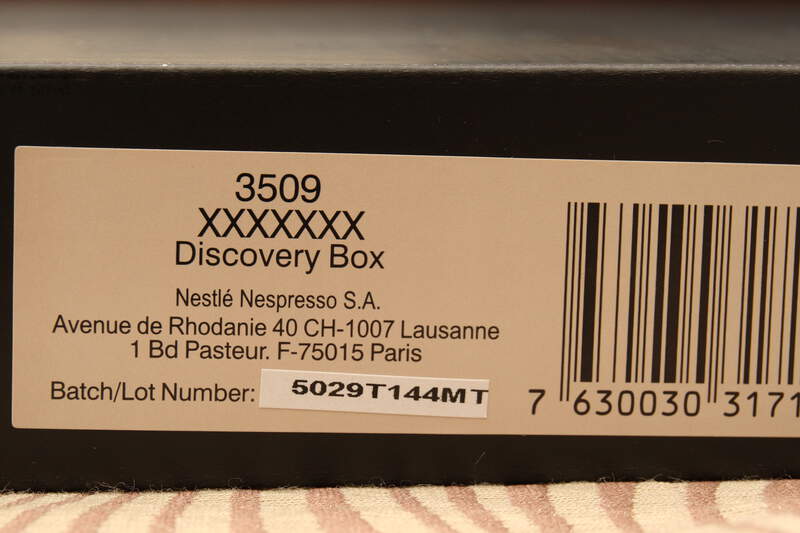 3509
XXXXXXX
Discovery Box
Nestlé Nespresso S.A.
Avenue de Rhodanie 40 CH-1007 Lausanne
1 Bd Pasteur. F-75015 Paris
Batch/Lot Number: 5029T144MT
7 630030 3171